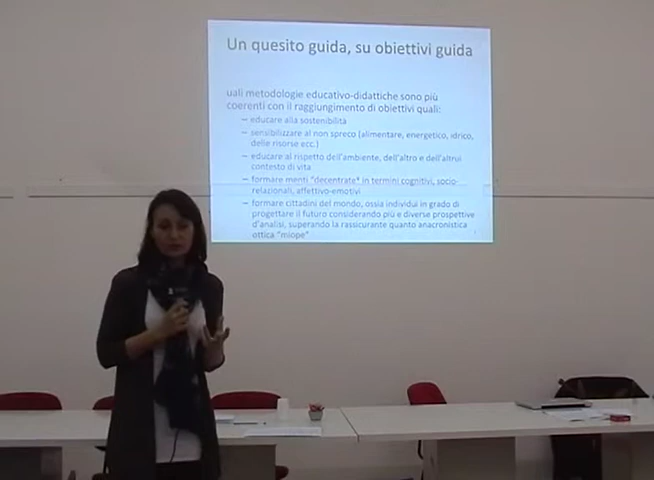 Un quesito guida, su obiettivi guida
uali metodologie educativo-didattiche sono più
coerenti con il raggiungimento di obiettivi quali:
– educare alla sostenibilità
– sensibilizzare al non spreco (alimentare, energetico, idrico,
delle risorse ecc.)
– educare al rispetto dell'ambiente, dell'altro e dell'altrui
contesto di vita
– formare menti "decentrate" in termini cognitivi, socio-
relazionali, affettivo-emotivi
– formare cittadini del mondo, ossia individui in grado di
progettare il futuro considerando più e diverse prospettive
d'analisi, superando la rassicurante quanto anacronistica
ottica "miope"